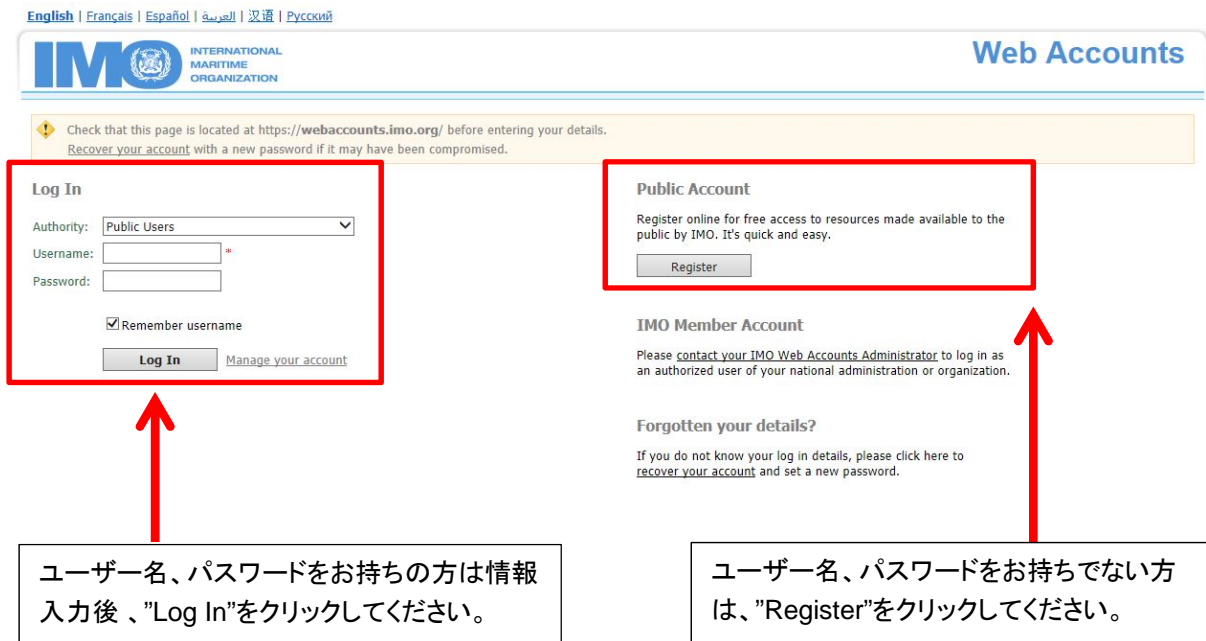 English | Français | Español | العربية | 汉语 | Русский
IMO INTERNATIONAL
MARITIME
ORGANIZATION
Web Accounts
Check that this page is located at https://webaccounts.imo.org/ before entering your details.
Recover your account with a new password if it may have been compromised.
Log In
Authority: Public Users
Username: *
Password:
Remember username
Log In Manage your account
Public Account
Register online for free access to resources made available to the
public by IMO. It's quick and easy.
Register
IMO Member Account
Please contact your IMO Web Accounts Administrator to log in as
an authorized user of your national administration or organization.
Forgotten your details?
If you do not know your log in details, please click here to
recover your account and set a new password.
ユーザー名、パスワードをお持ちの方は情報
入力後 、”Log In”をクリックしてください。
ユーザー名、パスワードをお持ちでない方
は、”Register”をクリックしてください。